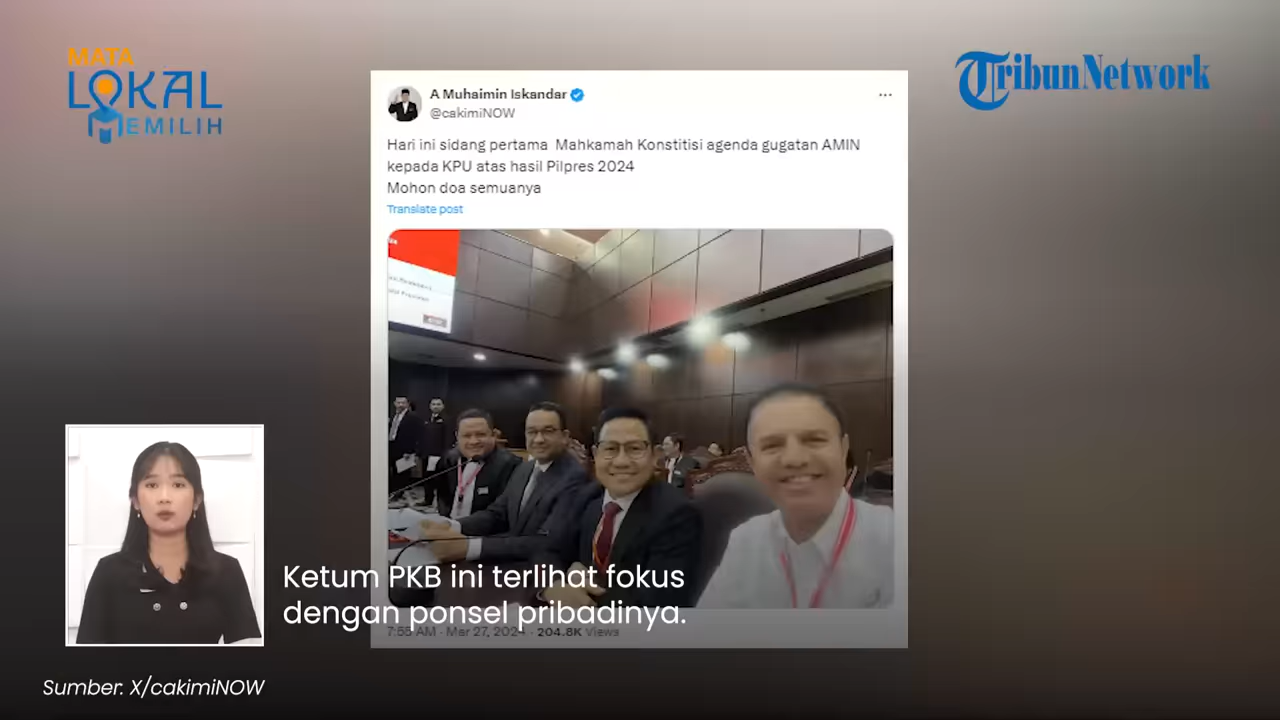 MATA
LOKAL
MEMILIH
TribunNetwork
A Muhaimin Iskandar
@cakimiNOW
Hari ini sidang pertama Mahkamah Konstitisi agenda gugatan AMIN
kepada KPU atas hasil Pilpres 2024
Mohon doa semuanya
Translate post
Ketum PKB ini terlihat fokus
dengan ponsel pribadinya.
7:55 AM · Mar 27, 2024 · 204.8K Views
Sumber: X/cakimiNOW